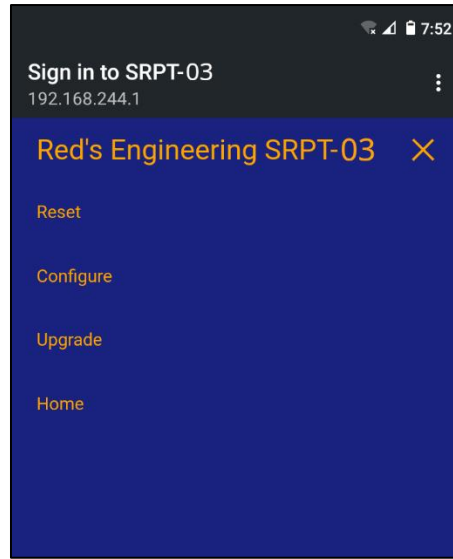 7:52
Sign in to SRPT-03
192.168.244.1
Red's Engineering SRPT-03
Reset
Configure
Upgrade
Home